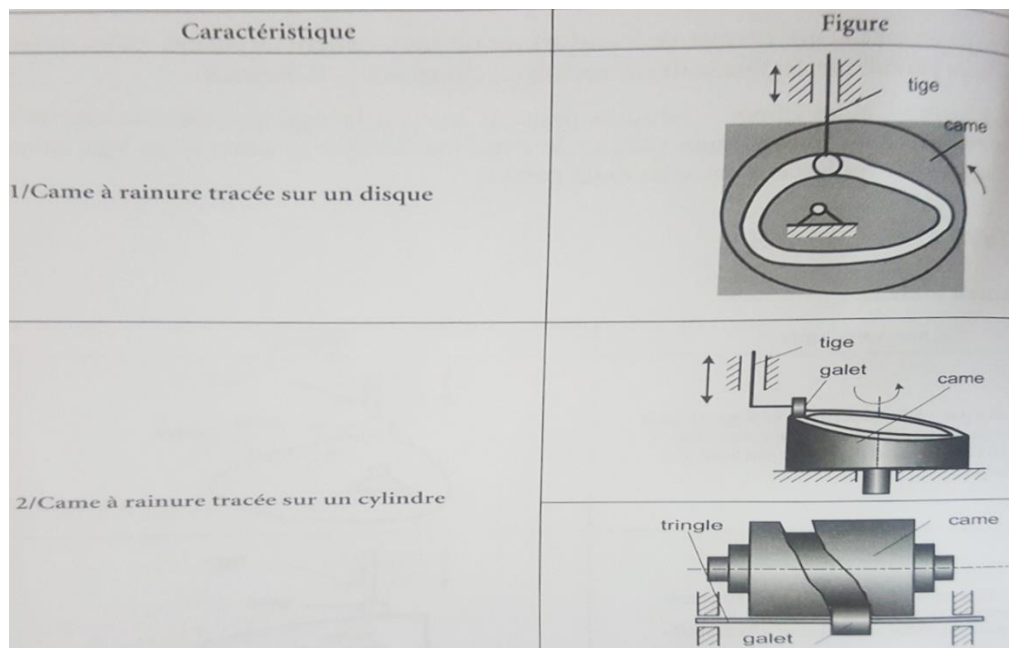 Caractéristique
Figure
tige
came
1/Came à rainure tracée sur un disque
tige
galet
came
2/Came à rainure tracée sur un cylindre
tringle
came
galet